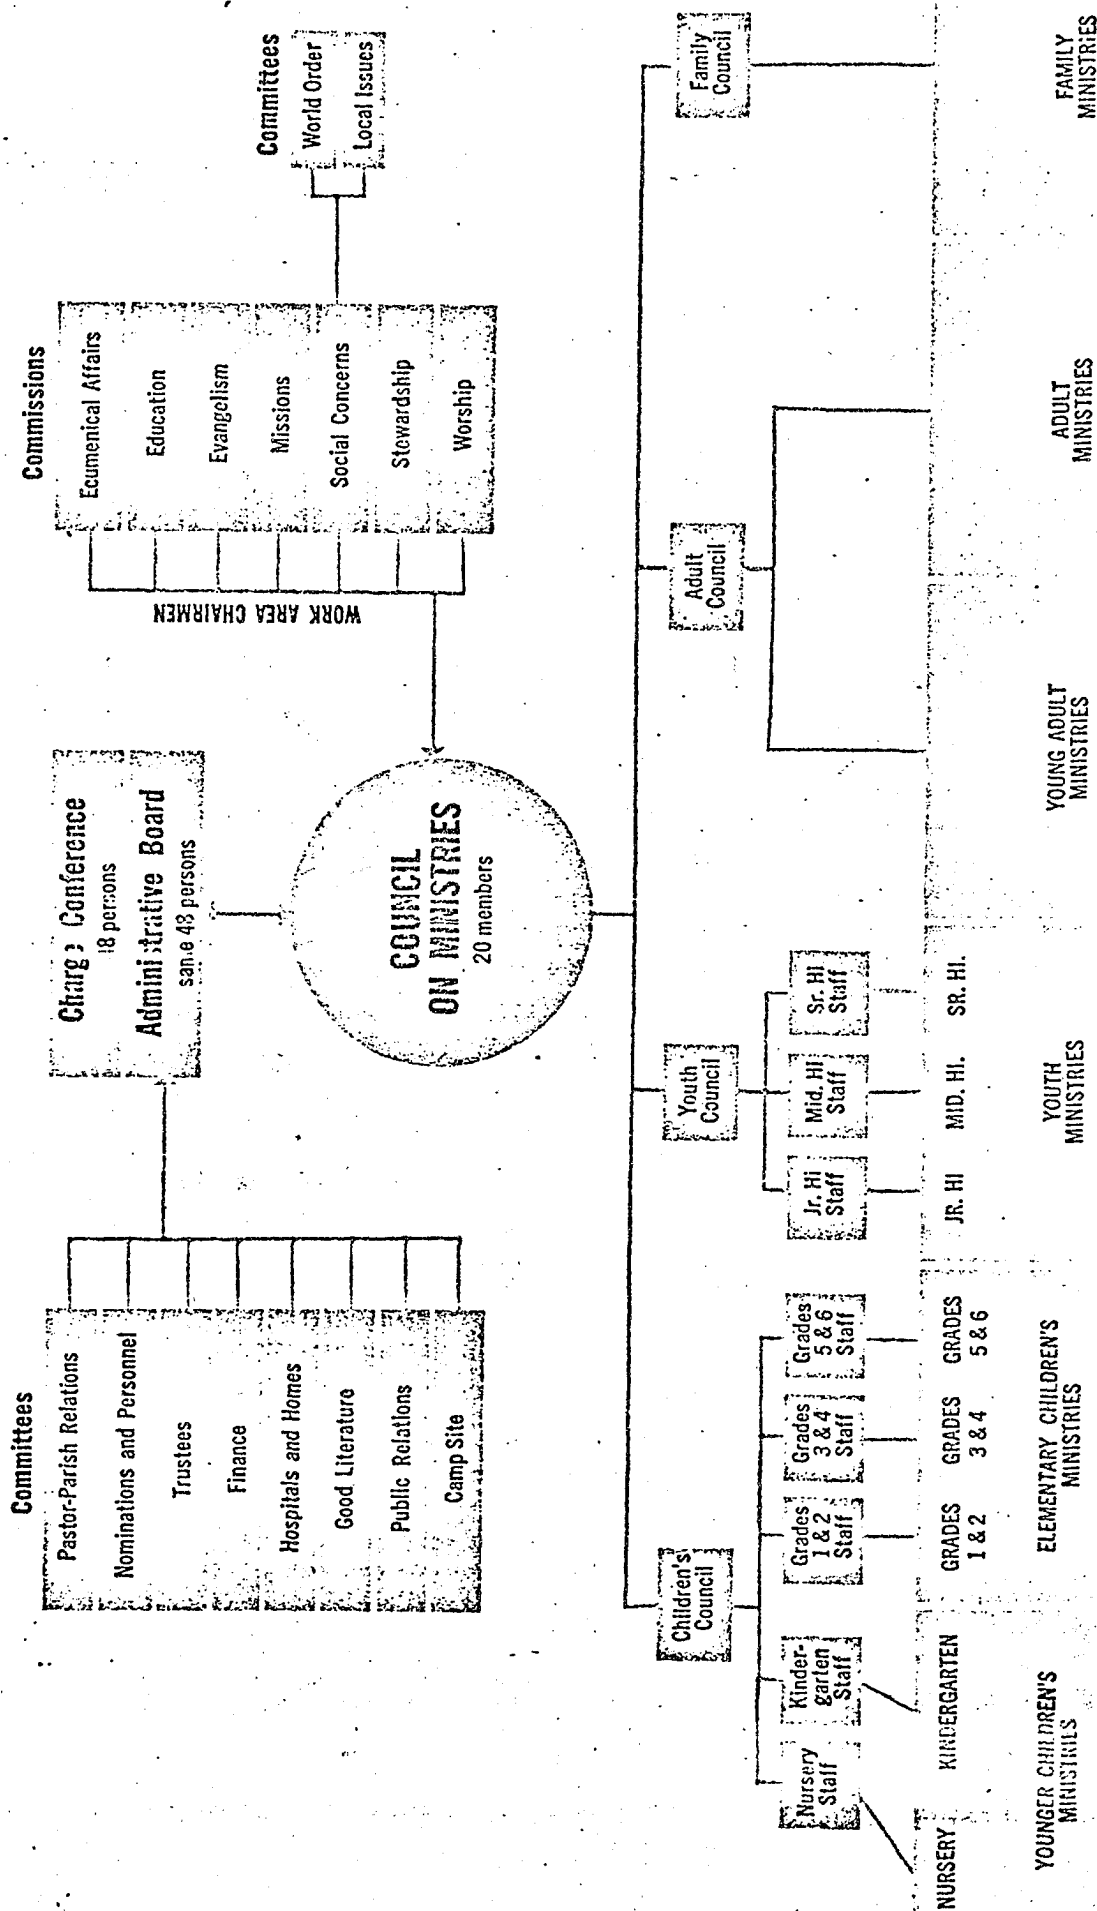 Committees
Pastor-Parish Relations
Nominations and Personnel
Trustees
Finance
Hospitals and Homes
Good Literature
Public Relations
Camp Site
Conference
18 persons
Administrative Board
same 48 persons
WORK AREA CHAIRMEN
Commissions
Ecumenical Affairs
Education
Evangelism
Missions
Social Concerns
Stewardship
Worship
Committees
World Order
Local Issues
COUNCIL
ON MINISTRIES
20 members
Children's
Council
Youth
Council
Adult
Council
Family
Council
Nursery
Staff
Kinder-
garten
Staff
Grades
1 & 2
Staff
Grades
3 & 4
Staff
Grades
5 & 6
Staff
Jr. Hi
Staff
Mid. Hi
Staff
Sr. Hi
Staff
NURSERY
KINDERGARTEN
GRADES
1 & 2
GRADES
3 & 4
GRADES
5 & 6
JR. HI
MID. HI.
SR. HI.
YOUNGER CHILDREN'S
MINISTRIES
ELEMENTARY CHILDREN'S
MINISTRIES
YOUTH
MINISTRIES
YOUNG ADULT
MINISTRIES
ADULT
MINISTRIES
FAMILY
MINISTRIES